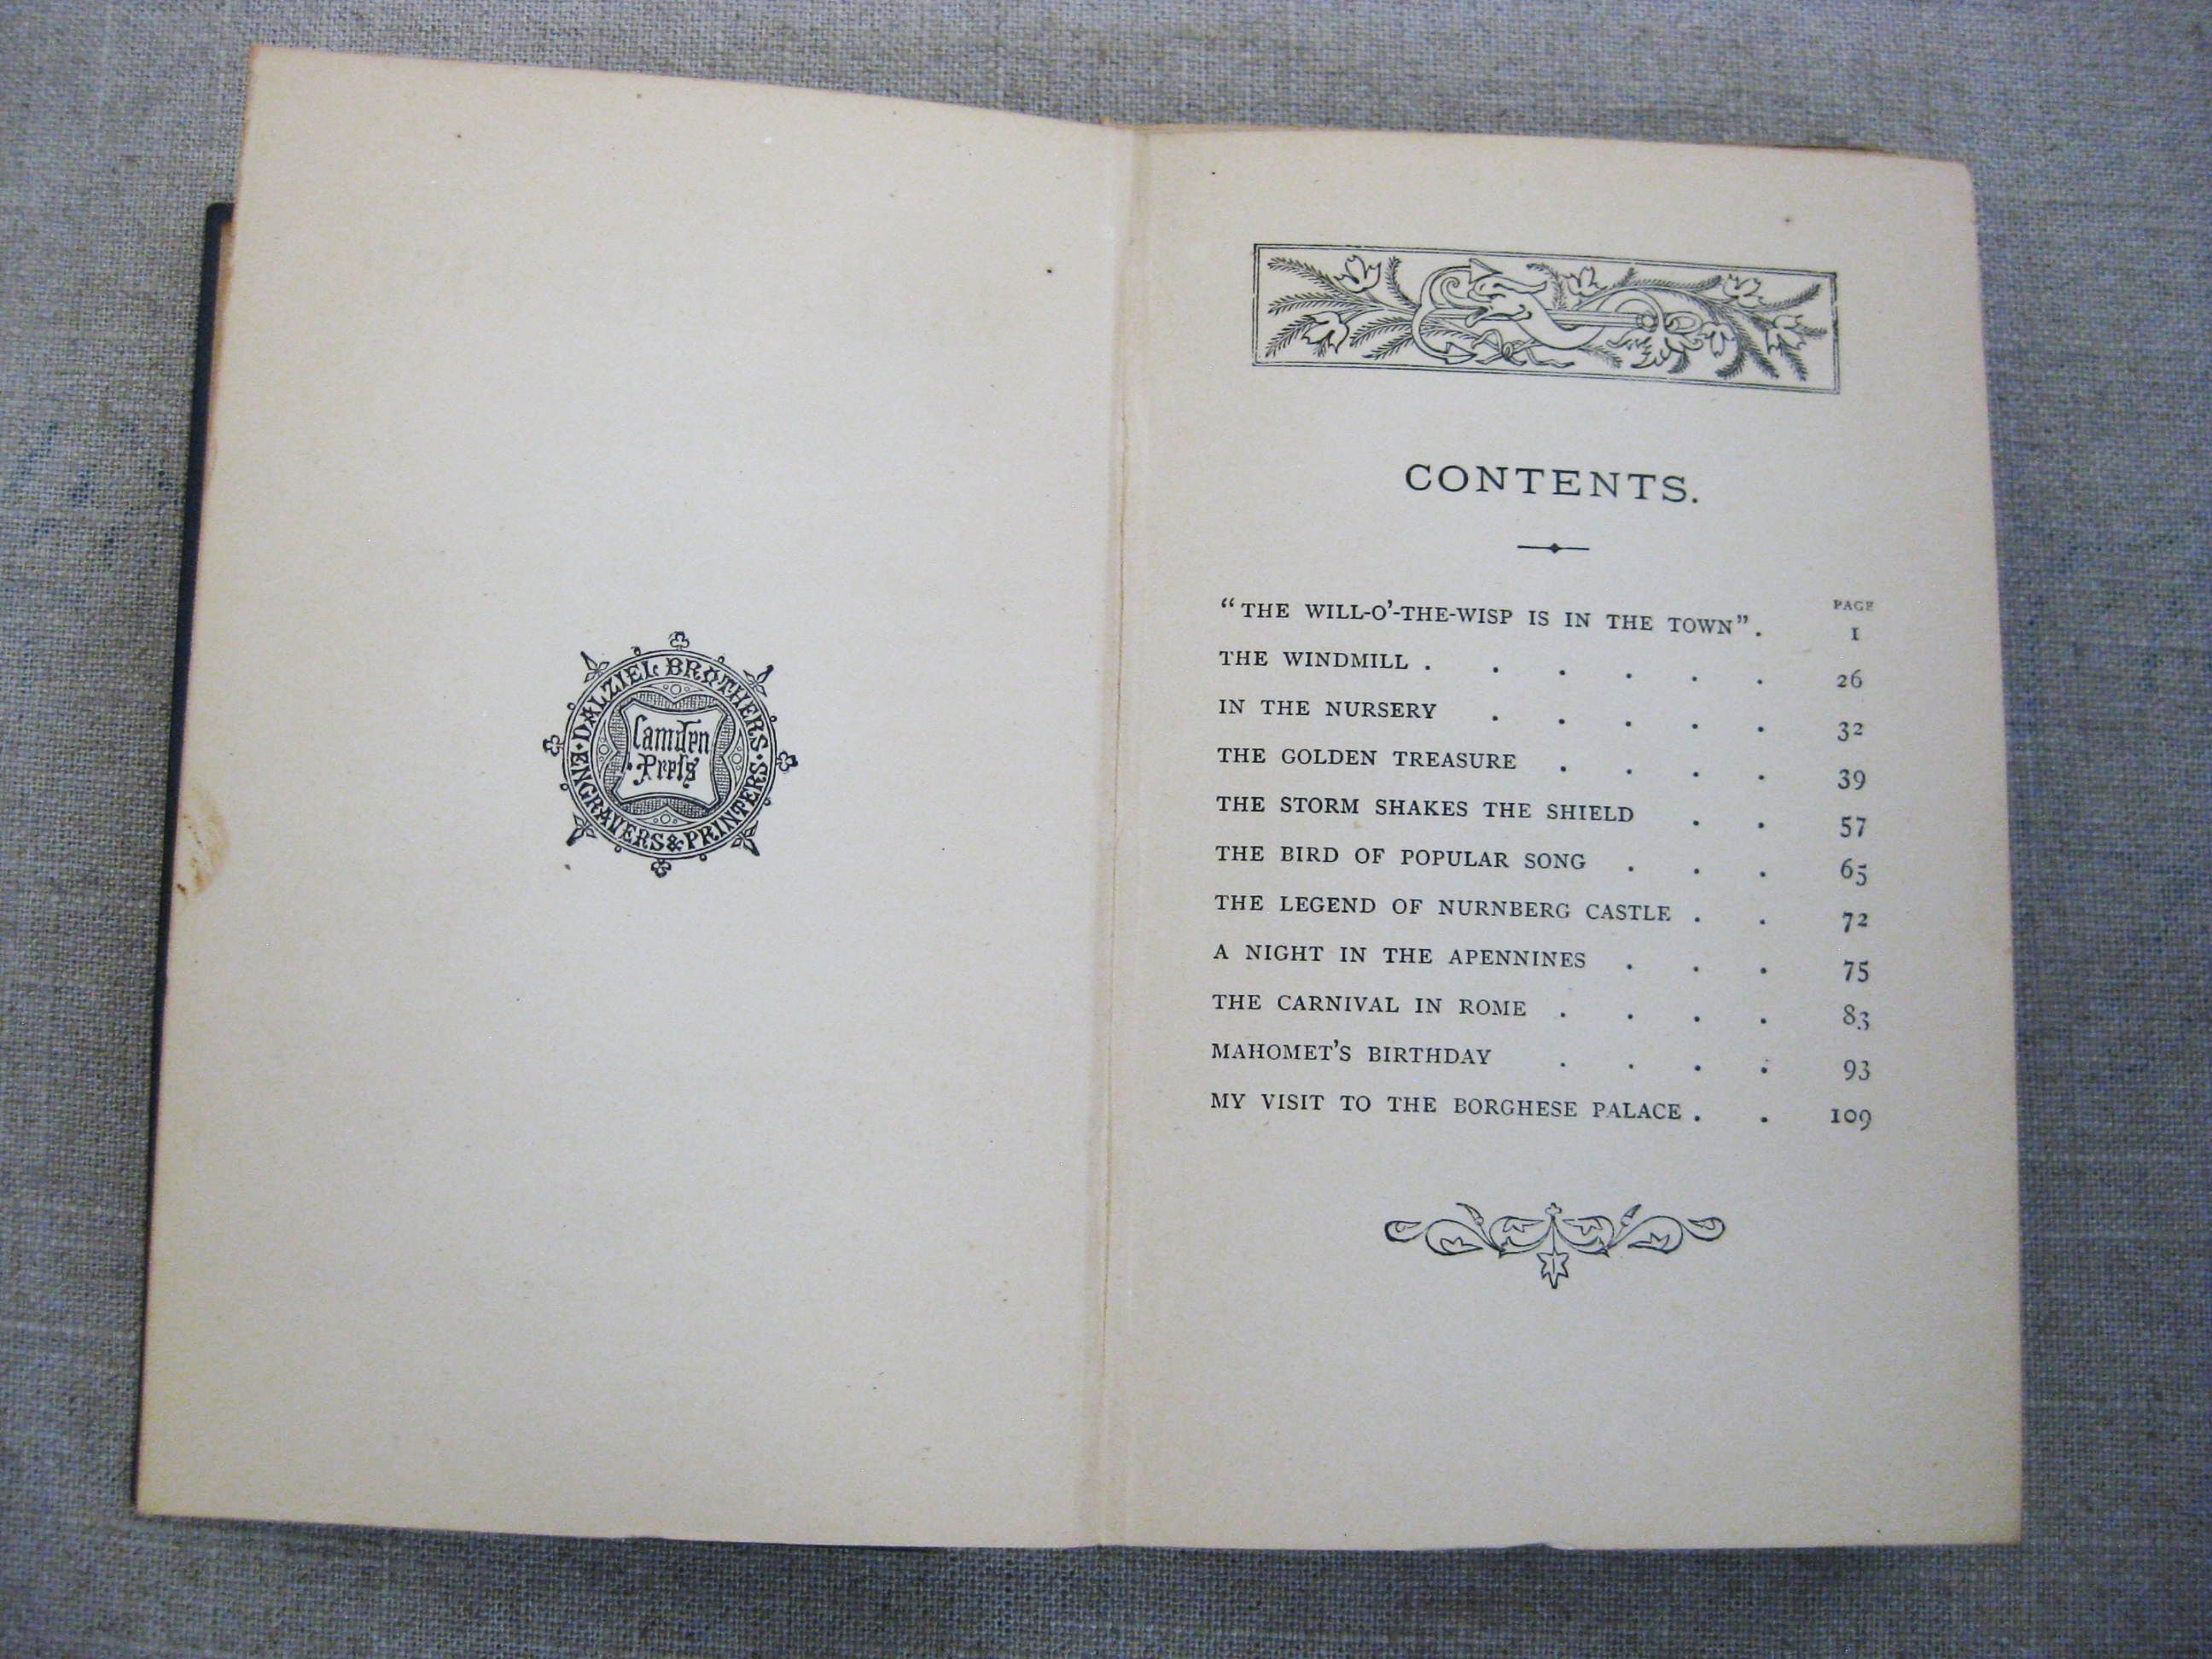 DALZIEL BROTHERS · ENGRAVERS & PRINTERS ·
Camden
Press
CONTENTS.
PAGE
"THE WILL-O'-THE-WISP IS IN THE TOWN" . 1
THE WINDMILL . . . . . . 26
IN THE NURSERY . . . . . 32
THE GOLDEN TREASURE . . . . 39
THE STORM SHAKES THE SHIELD . . 57
THE BIRD OF POPULAR SONG . . . 65
THE LEGEND OF NURNBERG CASTLE . . 72
A NIGHT IN THE APENNINES . . . 75
THE CARNIVAL IN ROME . . . . 83
MAHOMET'S BIRTHDAY . . . . 93
MY VISIT TO THE BORGHESE PALACE . . 109